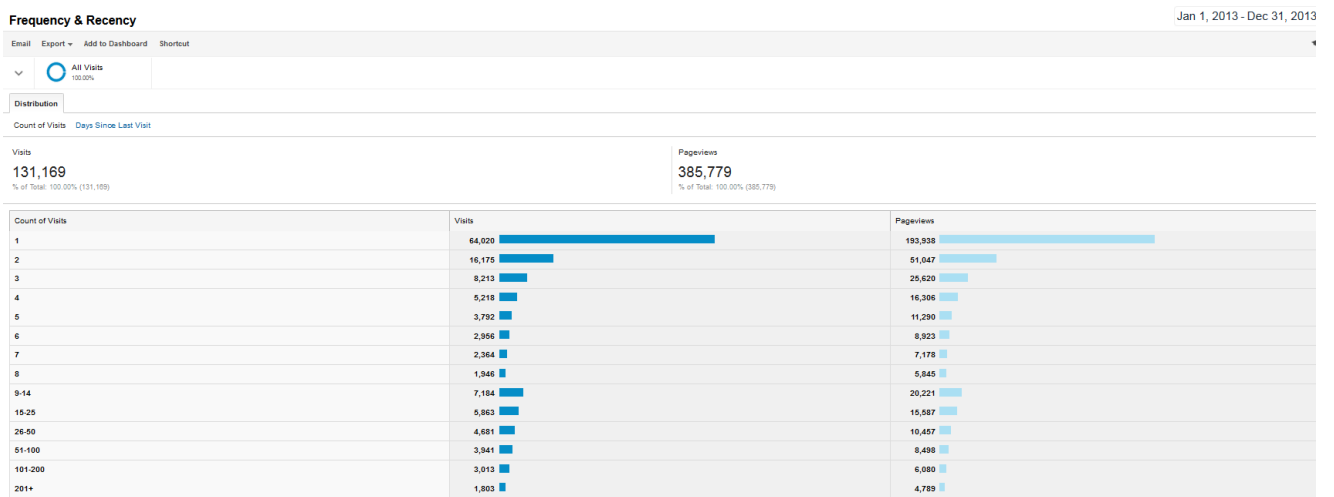 Frequency & Recency
Jan 1, 2013 - Dec 31, 2013
Email Export Add to Dashboard Shortcut
All Visits
100.00%
Distribution
Count of Visits Days Since Last Visit
Visits Pageviews
131,169 385,779
% of Total: 100.00% (131,169) % of Total: 100.00% (385,779)
Count of Visits Visits Pageviews
1 64,020 193,938
2 16,175 51,047
3 8,213 25,620
4 5,218 16,306
5 3,792 11,290
6 2,956 8,923
7 2,364 7,178
8 1,946 5,845
9-14 7,184 20,221
15-25 5,863 15,587
26-50 4,681 10,457
51-100 3,941 8,498
101-200 3,013 6,080
201+ 1,803 4,789